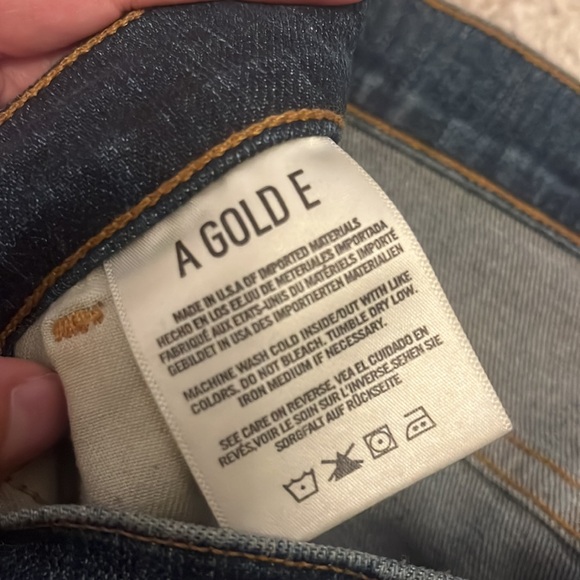 A GOLD E
MADE IN U.S.A OF IMPORTED MATERIALS
HECHO EN LOS EE.UU DE METERIALES IMPORTADA
FABRIQUÉ AUX ETATS-UNIS DU MATÉRIELS IMPORTÉ
GEBILDET IN USA DES IMPORTIERTEN MATERIALIEN
MACHINE WASH COLD INSIDE/OUT WITH LIKE
COLORS. DO NOT BLEACH. TUMBLE DRY LOW.
IRON MEDIUM IF NECESSARY.
SEE CARE ON REVERSE. VEA EL CUIDADO EN
REVÉS,VOIR LE SOIN SUR L'INVERSE,SEHEN SIE
SORGFALT AUF RÜCKSEITE